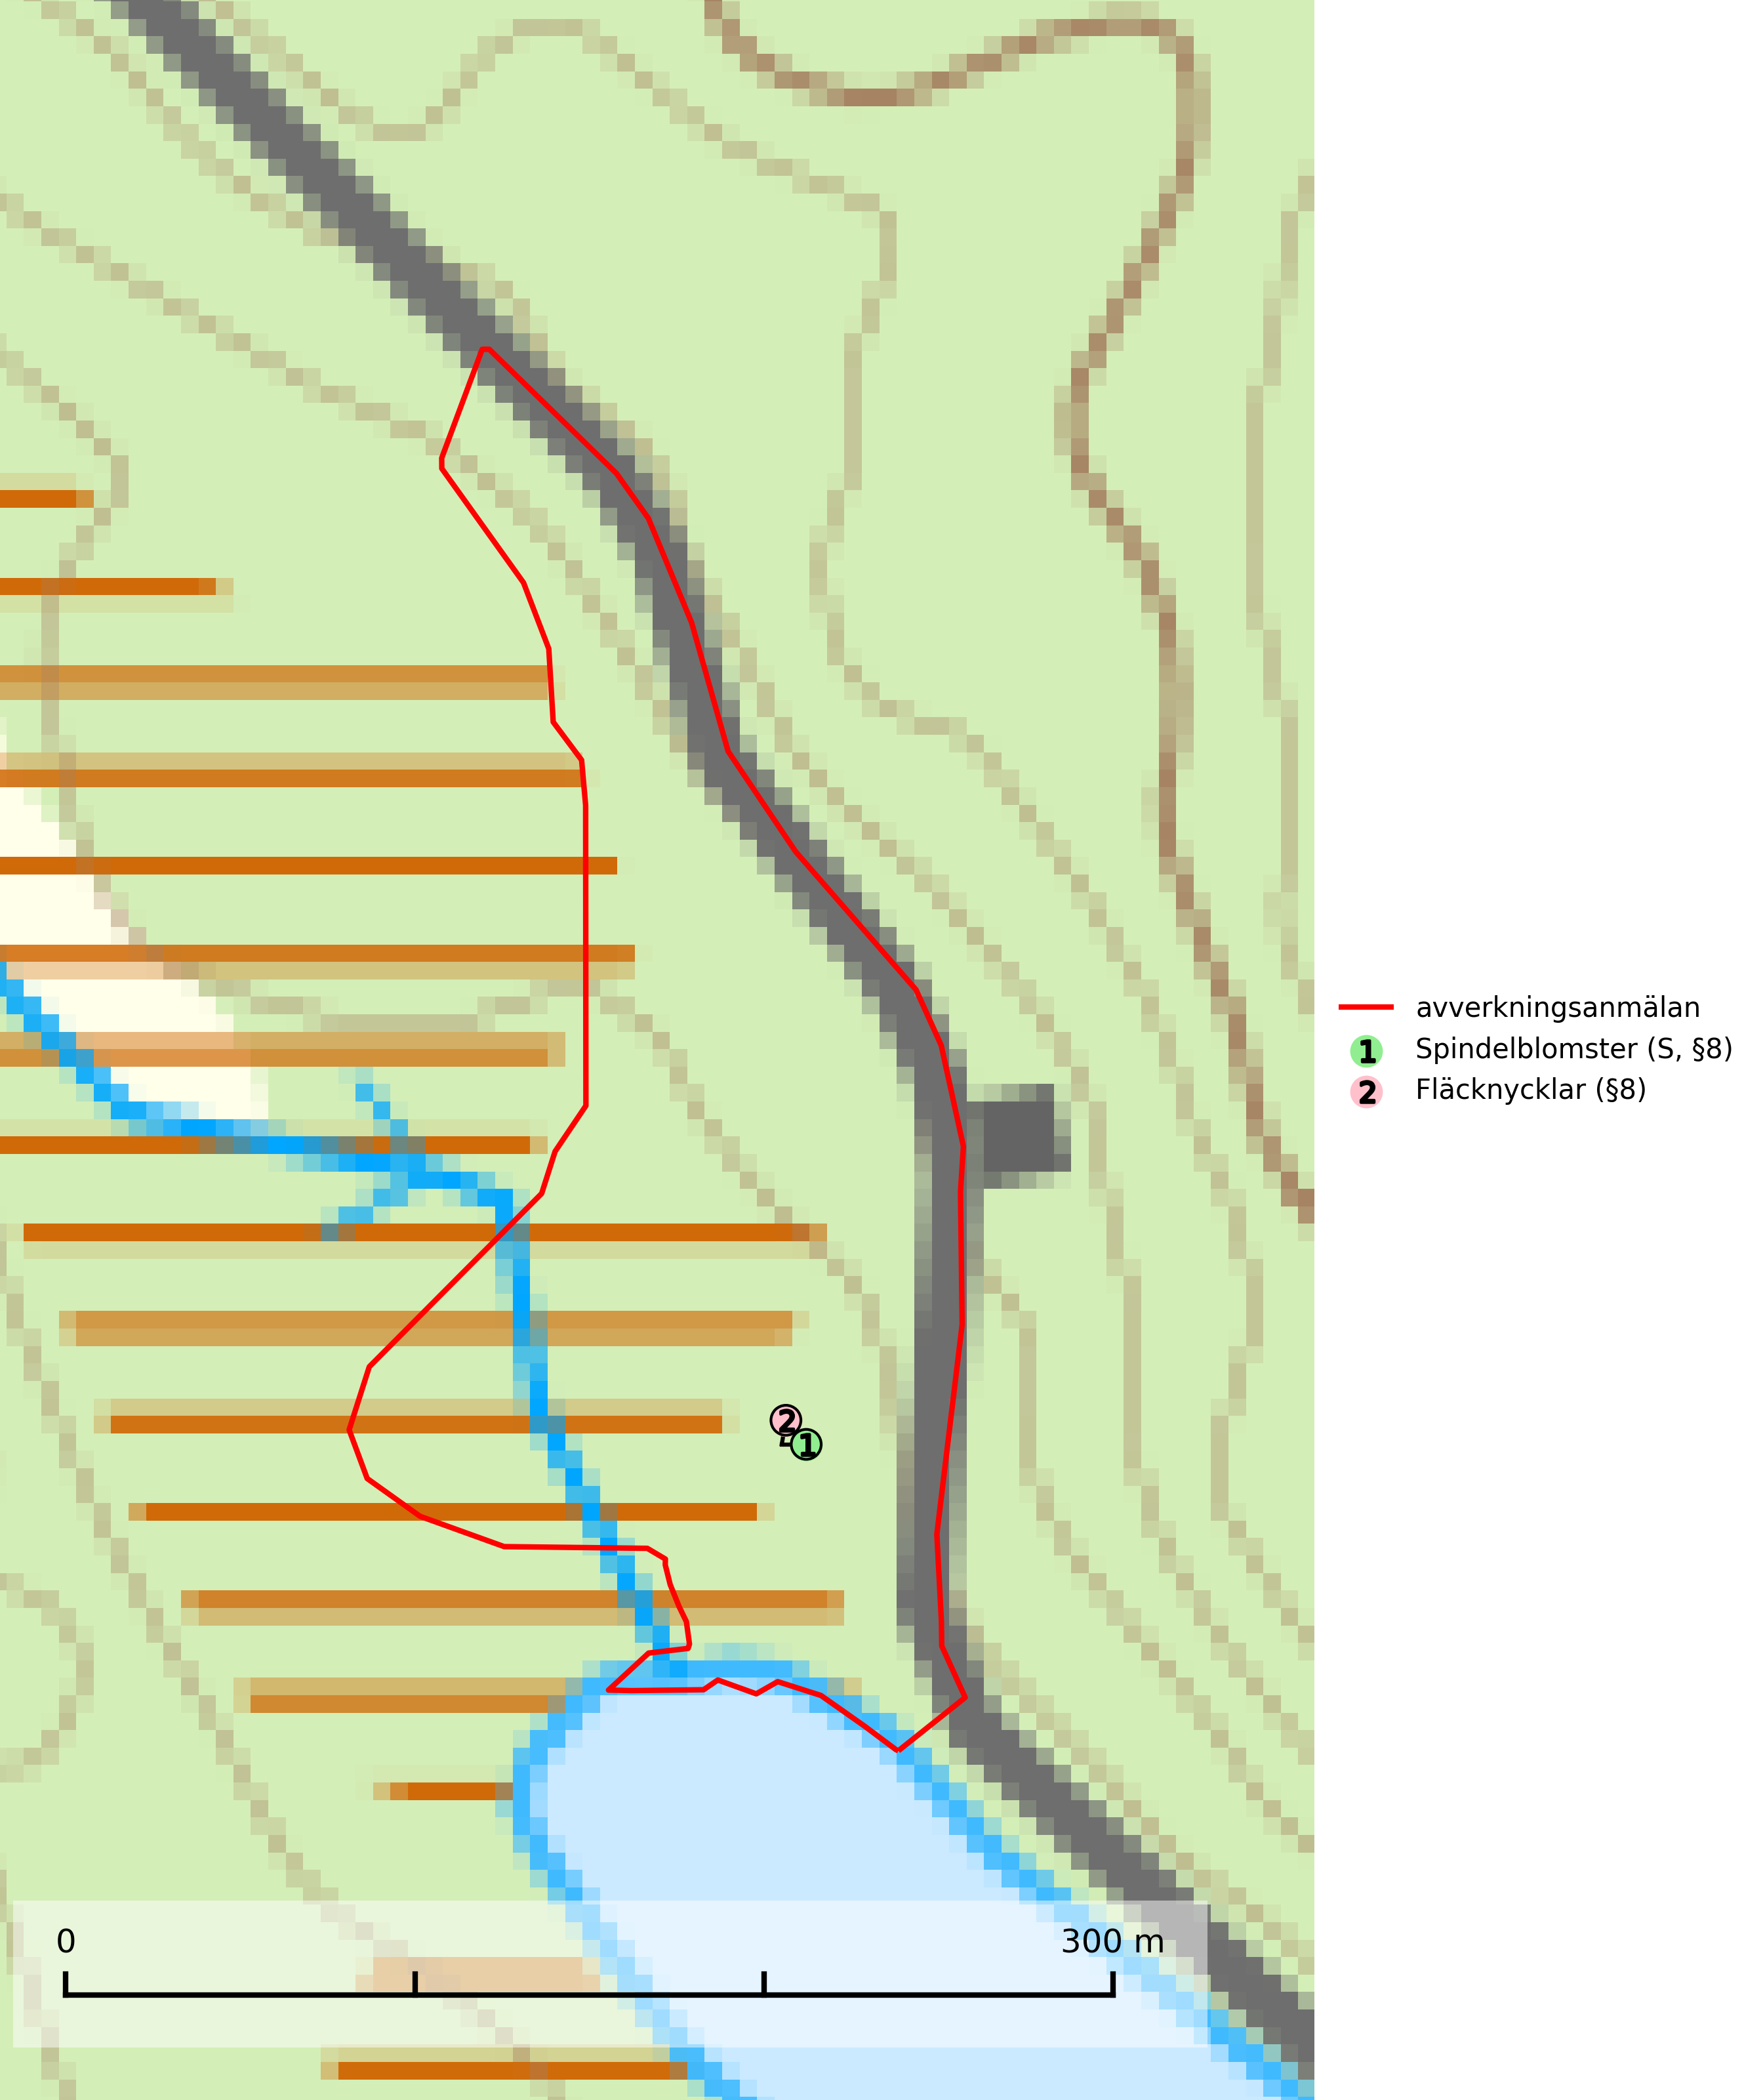 avverkningsanmälan
1 Spindelblomster (S, §8)
2 Fläcknycklar (§8)
2
1
0 300 m